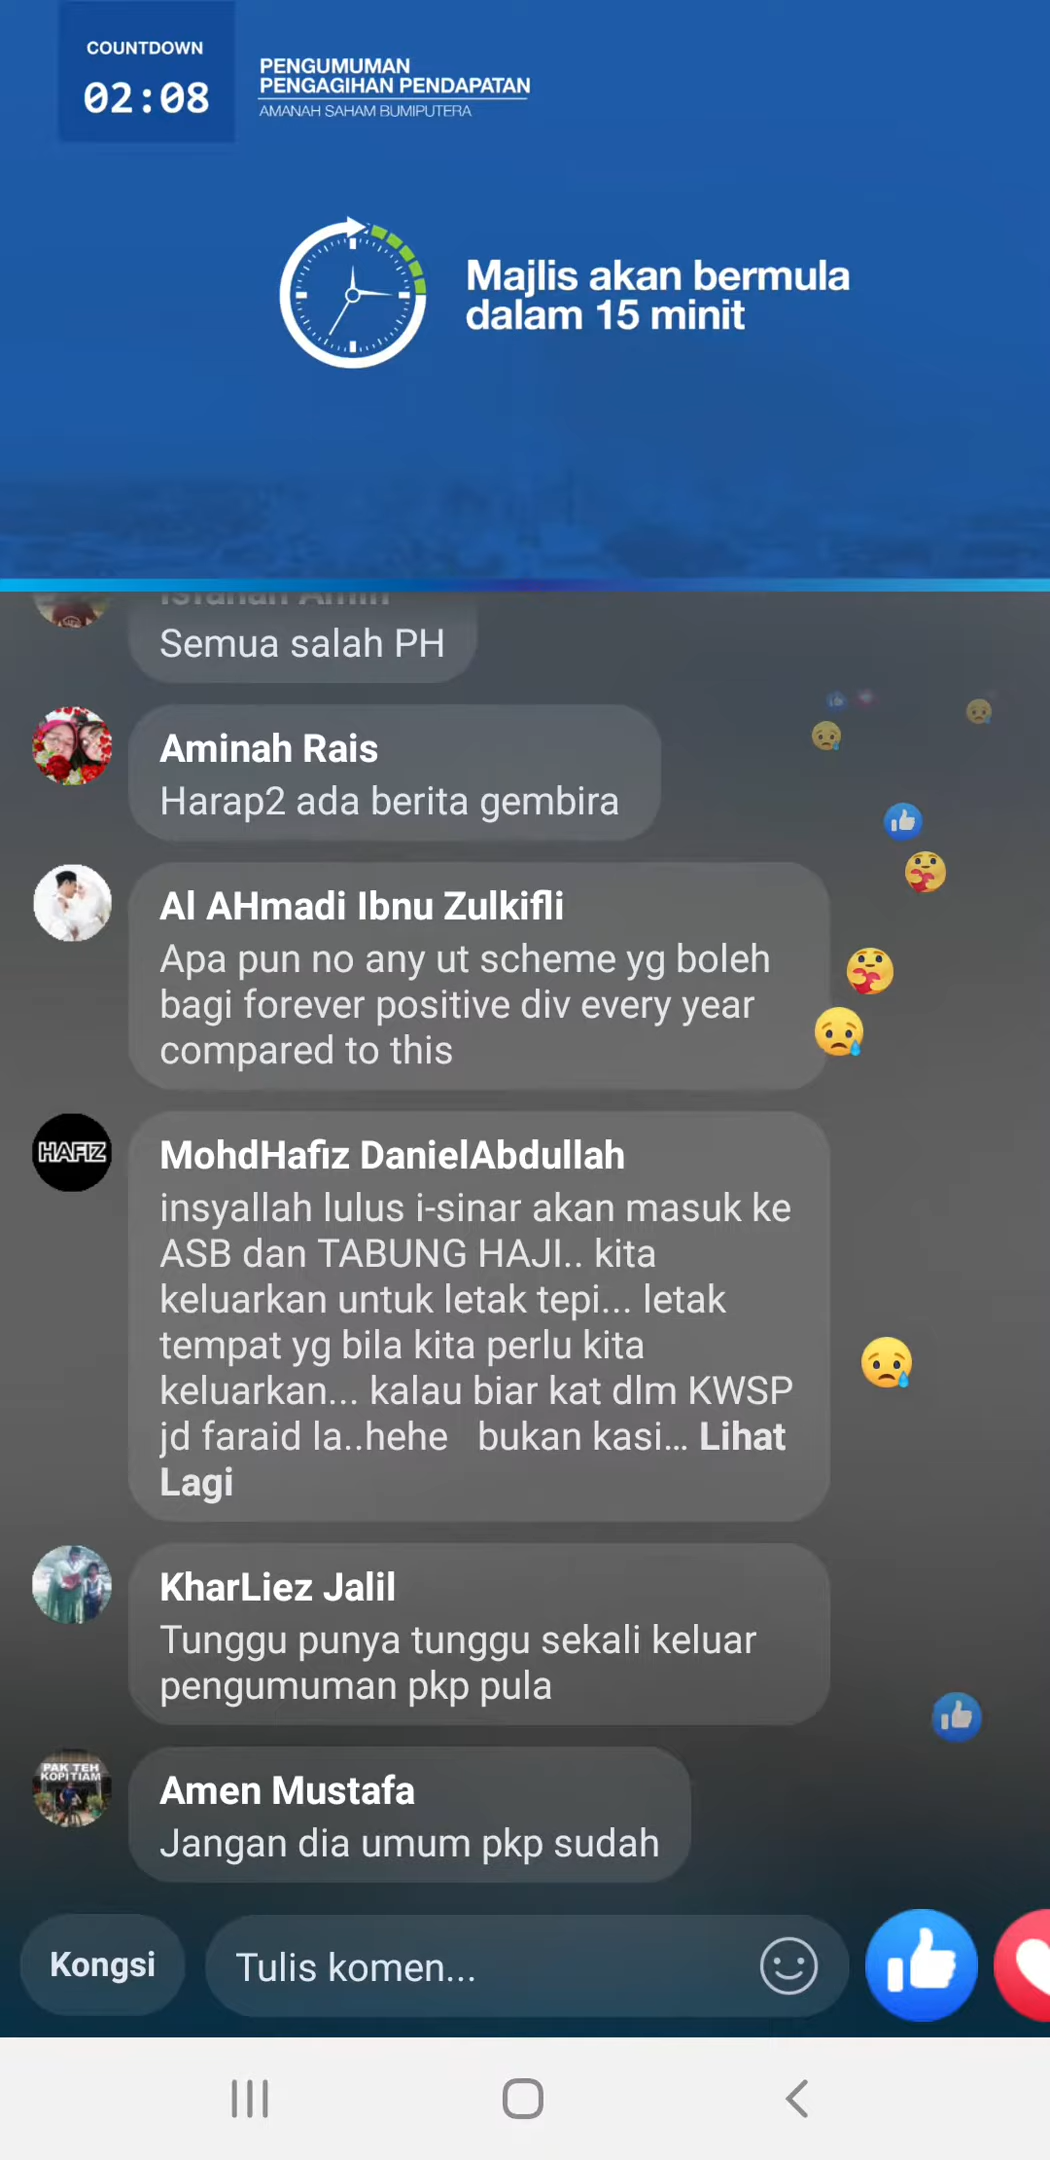 COUNTDOWN
02:08
PENGUMUMAN
PENGAGIHAN PENDAPATAN
AMANAH SAHAM BUMIPUTERA
Majlis akan bermula
dalam 15 minit
Semua salah PH
Aminah Rais
Harap2 ada berita gembira
Al AHmadi Ibnu Zulkifli
Apa pun no any ut scheme yg boleh
bagi forever positive div every year
compared to this
HAFIZ
MohdHafiz DanielAbdullah
insyallah lulus i-sinar akan masuk ke
ASB dan TABUNG HAJI.. kita
keluarkan untuk letak tepi... letak
tempat yg bila kita perlu kita
keluarkan... kalau biar kat dlm KWSP
jd faraid la..hehe bukan kasi... Lihat
Lagi
KharLiez Jalil
Tunggu punya tunggu sekali keluar
pengumuman pkp pula
PAK TEH
KOPITIAM
Amen Mustafa
Jangan dia umum pkp sudah
Kongsi
Tulis komen...